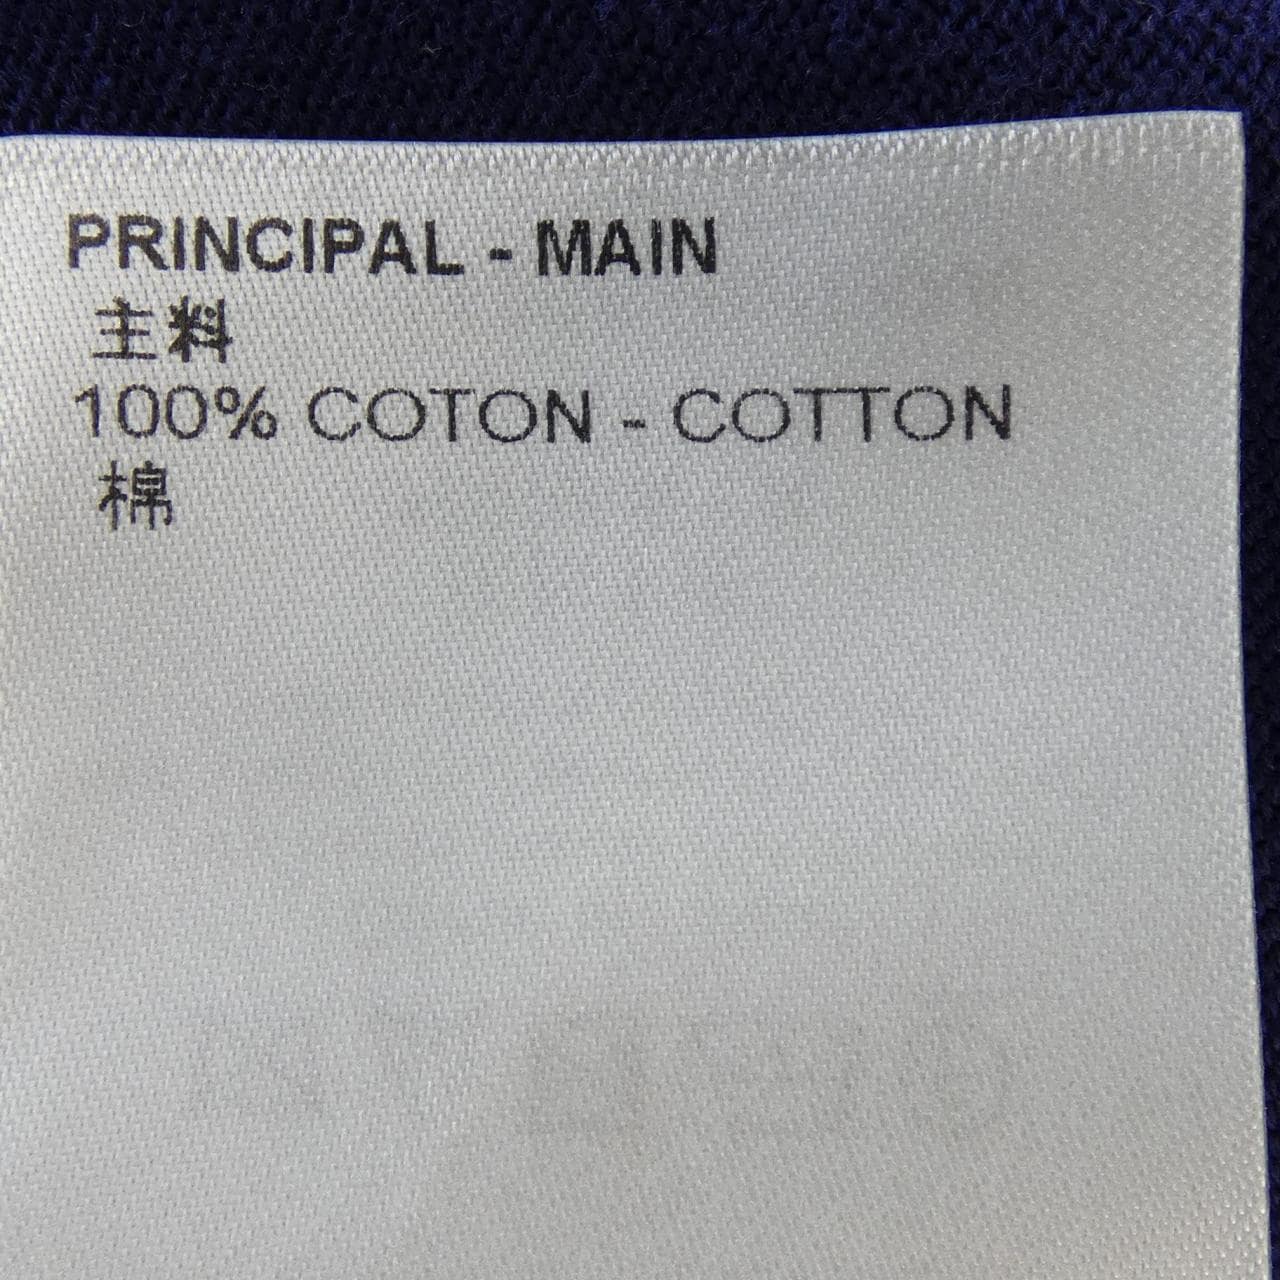 PRINCIPAL - MAIN
主料
100% COTON - COTTON
棉